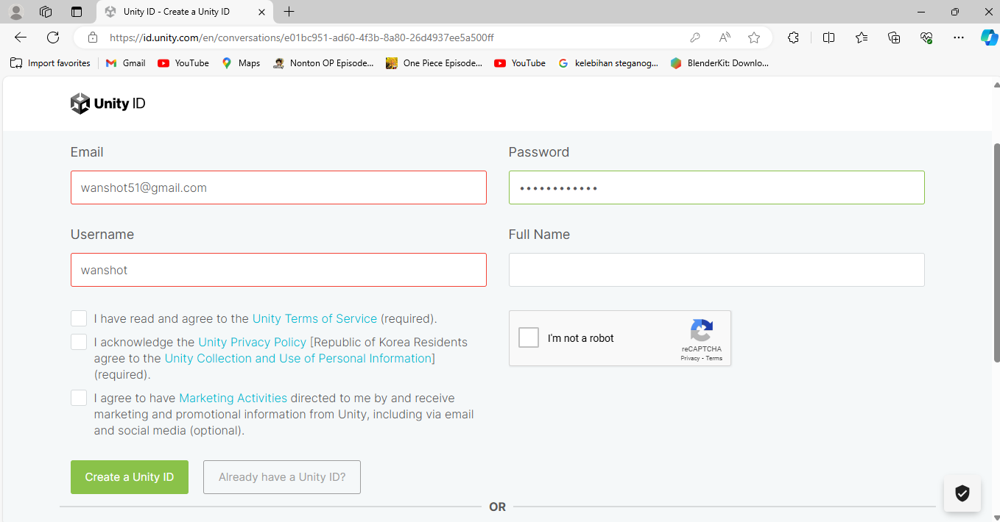 Unity ID - Create a Unity ID
https://id.unity.com/en/conversations/e01bc951-ad60-4f3b-8a80-26d4937ee5a500ff
Import favorites Gmail YouTube Maps Nonton OP Episode... One Piece Episode... YouTube kelebihan steganog... BlenderKit: Downlo...
Unity ID
Email Password
wanshot51@gmail.com ••••••••••••
Username Full Name
wanshot
I have read and agree to the Unity Terms of Service (required).
I acknowledge the Unity Privacy Policy [Republic of Korea Residents
agree to the Unity Collection and Use of Personal Information]
(required).
I agree to have Marketing Activities directed to me by and receive
marketing and promotional information from Unity, including via email
and social media (optional).
I'm not a robot
reCAPTCHA
Privacy - Terms
Create a Unity ID Already have a Unity ID?
OR